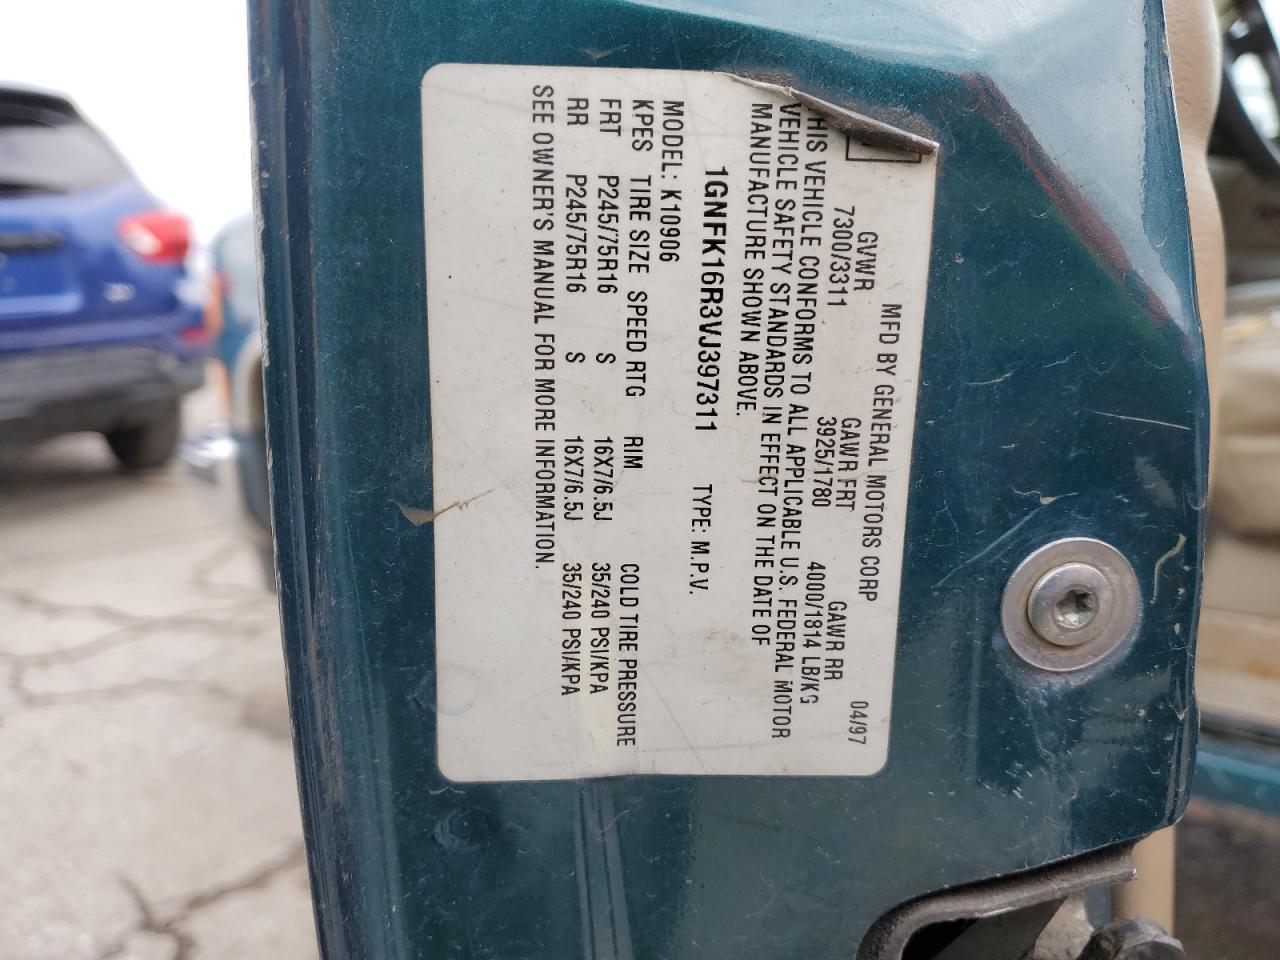 MFD BY GENERAL MOTORS CORP 04/97
GVWR GAWR FRT GAWR RR
7300/3311 3925/1780 4000/1814 LB/KG
THIS VEHICLE CONFORMS TO ALL APPLICABLE U.S. FEDERAL MOTOR
VEHICLE SAFETY STANDARDS IN EFFECT ON THE DATE OF
MANUFACTURE SHOWN ABOVE.
1GNFK16R3VJ397311 TYPE: M.P.V.
MODEL: K10906
KPES TIRE SIZE SPEED RTG RIM COLD TIRE PRESSURE
FRT P245/75R16 S 16X7/6.5J 35/240 PSI/KPA
RR P245/75R16 S 16X7/6.5J 35/240 PSI/KPA
SEE OWNER'S MANUAL FOR MORE INFORMATION.